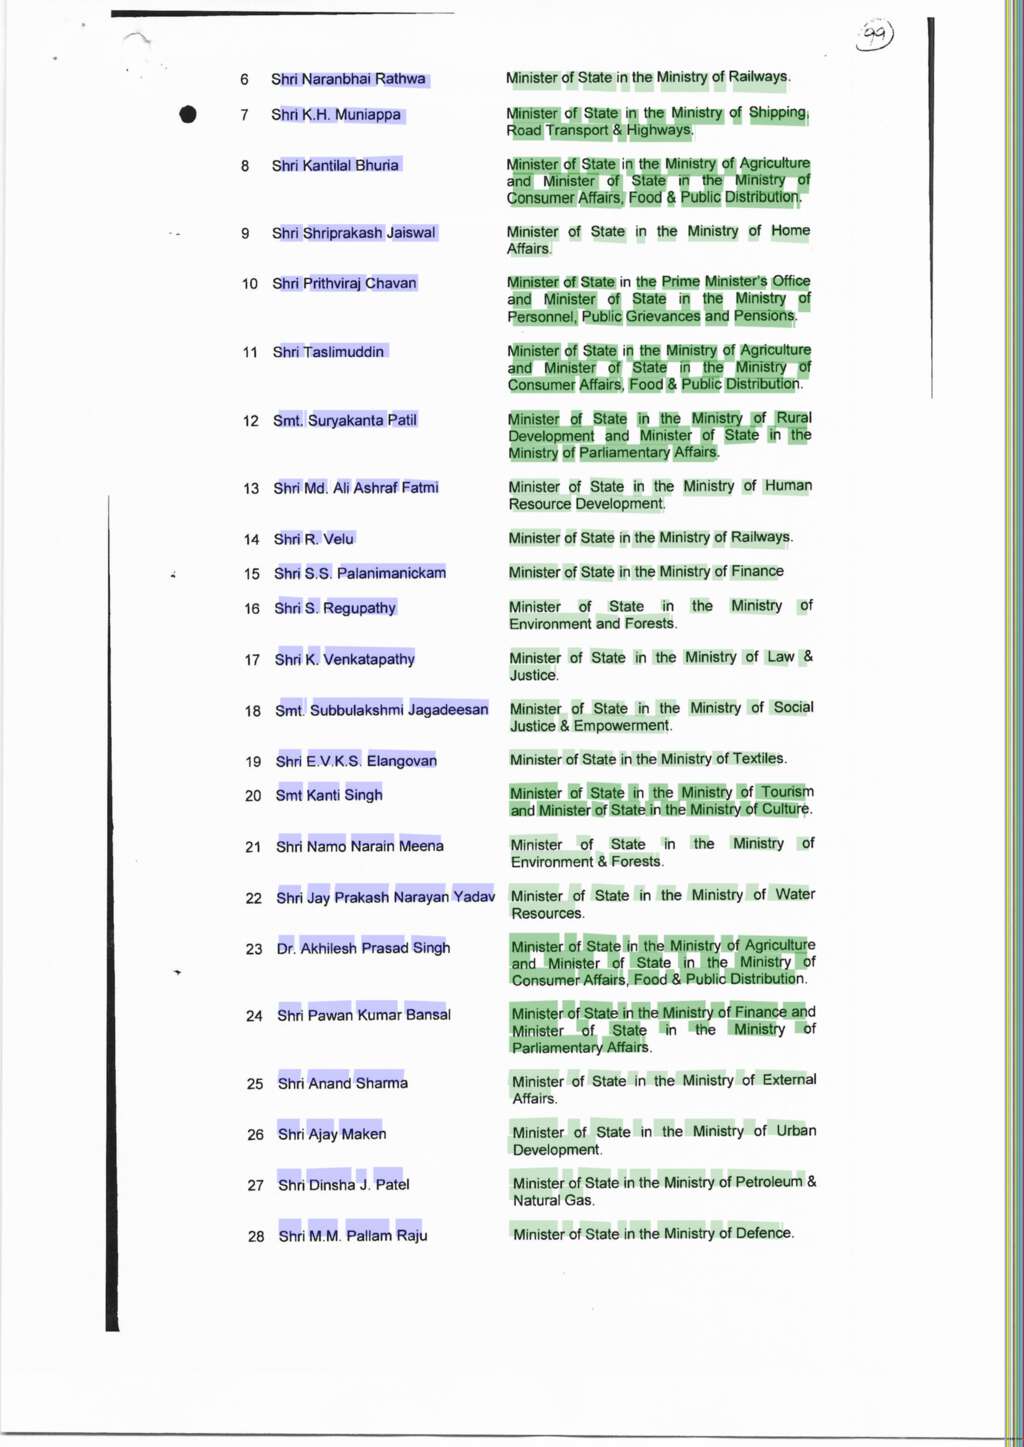 99
6 Shri Naranbhai Rathwa Minister of State in the Ministry of Railways.
7 Shri K.H. Muniappa Minister of State in the Ministry of Shipping,
Road Transport & Highways.
8 Shri Kantilal Bhuria Minister of State in the Ministry of Agriculture
and Minister of State in the Ministry of
Consumer Affairs, Food & Public Distribution.
9 Shri Shriprakash Jaiswal Minister of State in the Ministry of Home
Affairs.
10 Shri Prithviraj Chavan Minister of State in the Prime Minister's Office
and Minister of State in the Ministry of
Personnel, Public Grievances and Pensions.
11 Shri Taslimuddin Minister of State in the Ministry of Agriculture
and Minister of State in the Ministry of
Consumer Affairs, Food & Public Distribution.
12 Smt. Suryakanta Patil Minister of State in the Ministry of Rural
Development and Minister of State in the
Ministry of Parliamentary Affairs.
13 Shri Md. Ali Ashraf Fatmi Minister of State in the Ministry of Human
Resource Development.
14 Shri R. Velu Minister of State in the Ministry of Railways.
15 Shri S.S. Palanimanickam Minister of State in the Ministry of Finance
16 Shri S. Regupathy Minister of State in the Ministry of
Environment and Forests.
17 Shri K. Venkatapathy Minister of State in the Ministry of Law &
Justice.
18 Smt. Subbulakshmi Jagadeesan Minister of State in the Ministry of Social
Justice & Empowerment.
19 Shri E.V.K.S. Elangovan Minister of State in the Ministry of Textiles.
20 Smt Kanti Singh Minister of State in the Ministry of Tourism
and Minister of State in the Ministry of Culture.
21 Shri Namo Narain Meena Minister of State in the Ministry of
Environment & Forests.
22 Shri Jay Prakash Narayan Yadav Minister of State in the Ministry of Water
Resources.
23 Dr. Akhilesh Prasad Singh Minister of State in the Ministry of Agriculture
and Minister of State in the Ministry of
Consumer Affairs, Food & Public Distribution.
24 Shri Pawan Kumar Bansal Minister of State in the Ministry of Finance and
Minister of State in the Ministry of
Parliamentary Affairs.
25 Shri Anand Sharma Minister of State in the Ministry of External
Affairs.
26 Shri Ajay Maken Minister of State in the Ministry of Urban
Development.
27 Shri Dinsha J. Patel Minister of State in the Ministry of Petroleum &
Natural Gas.
28 Shri M.M. Pallam Raju Minister of State in the Ministry of Defence.